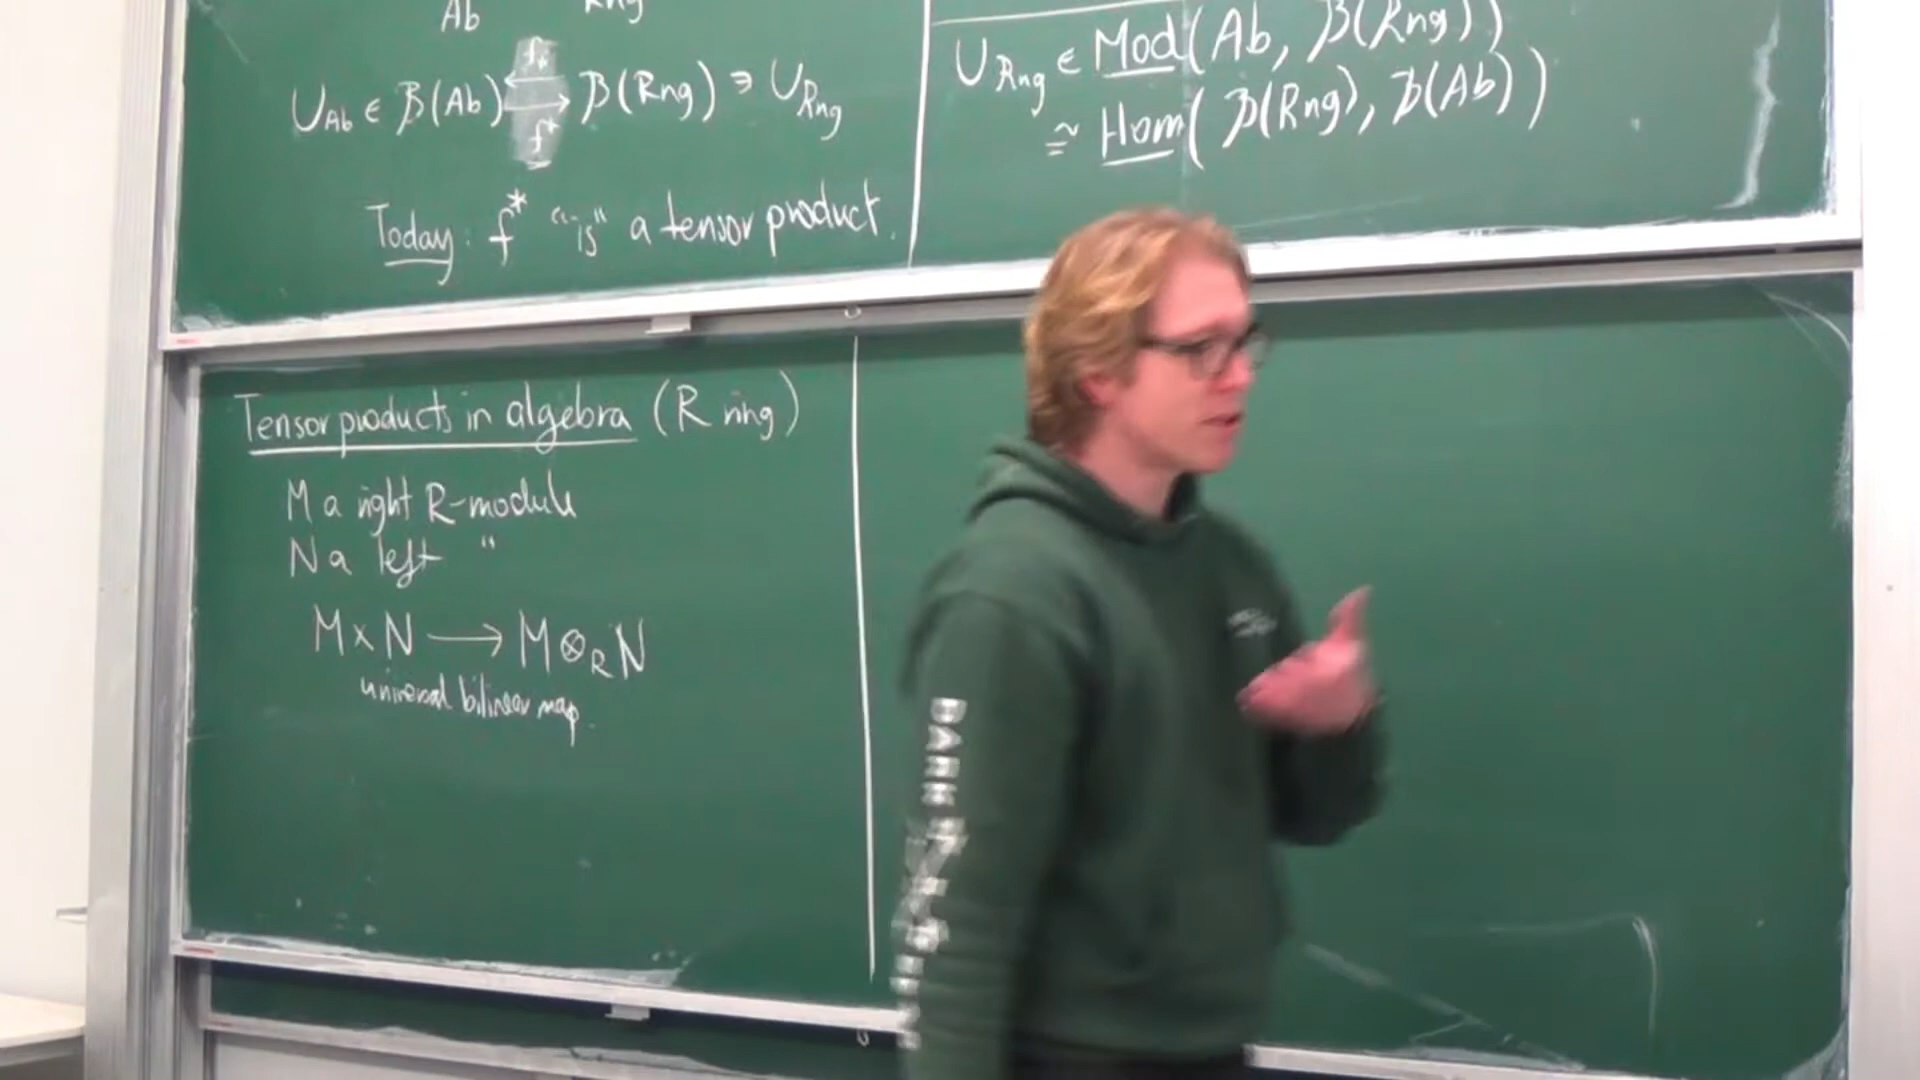 Ab Rng
U_Ab ∈ B(Ab) ⇄ B(Rng) ∋ U_Rng
f_*
f^*
Today: f^* "is" a tensor product.
U_Rng ∈ Mod(Ab, B(Rng))
≅ Hom(B(Rng), B(Ab))
Tensor products in algebra (R ring)
M a right R-module
N a left "
M × N ⟶ M ⊗_R N
universal bilinear map.